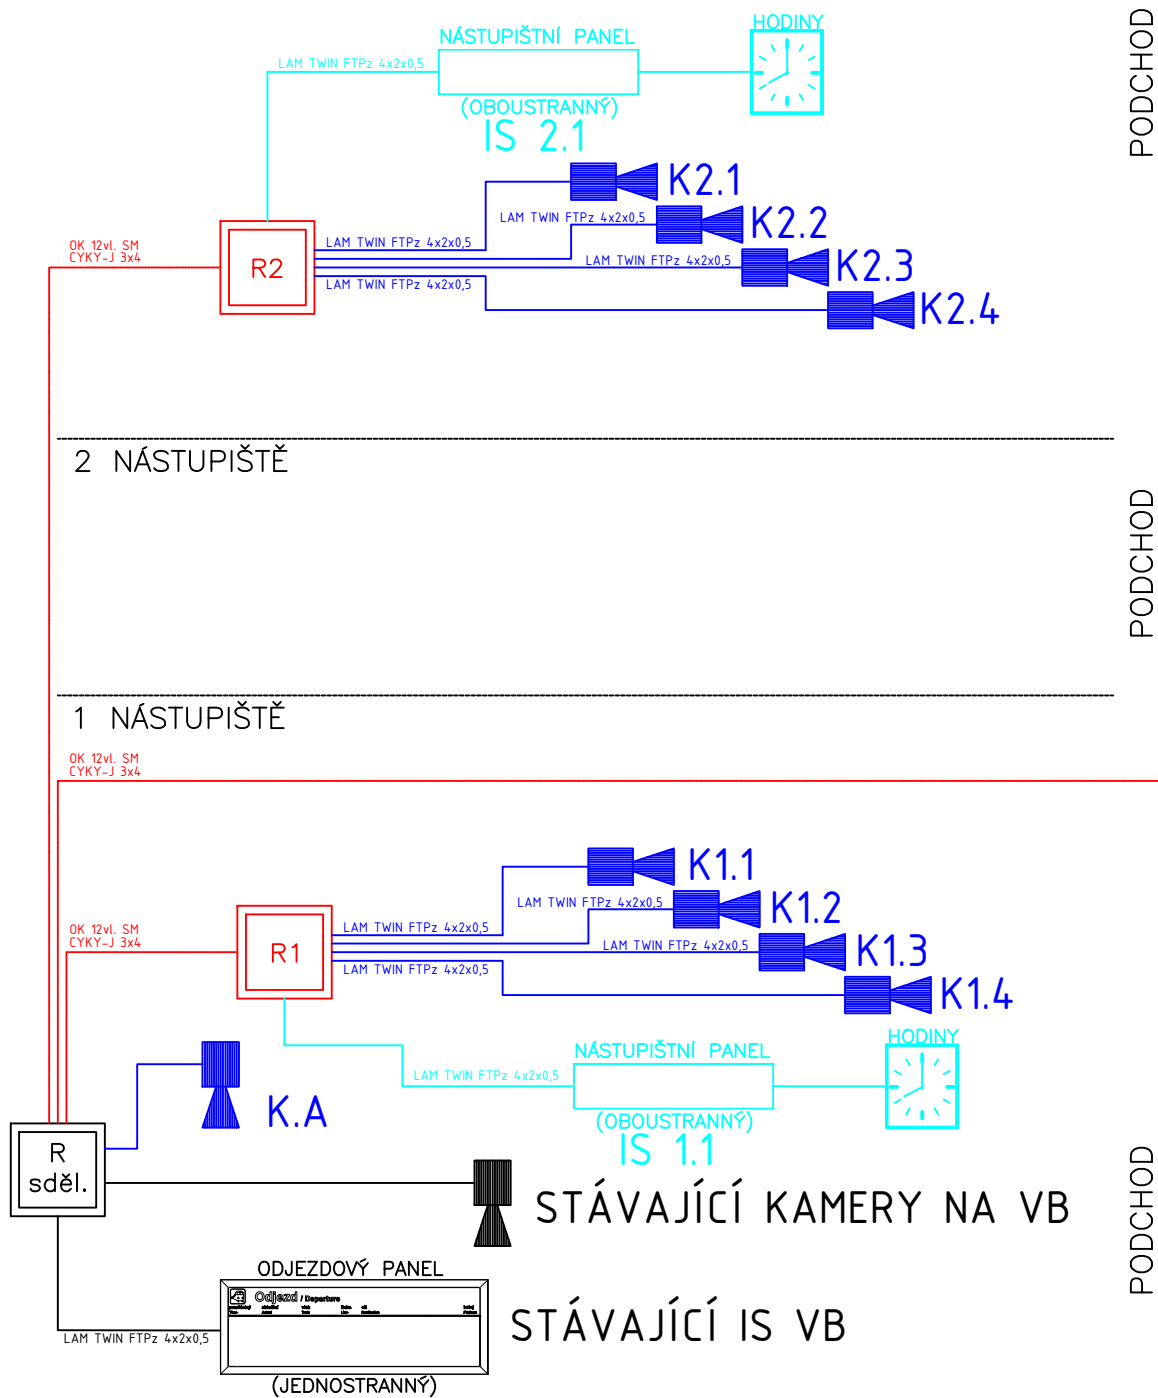 HODINY
NÁSTUPIŠTNÍ PANEL
LAM TWIN FTPz 4x2x0,5
(OBOUSTRANNÝ)
IS 2.1
PODCHOD
K2.1
LAM TWIN FTPz 4x2x0,5
K2.2
OK 12vl. SM
CYKY-J 3x4
LAM TWIN FTPz 4x2x0,5
R2
LAM TWIN FTPz 4x2x0,5
K2.3
LAM TWIN FTPz 4x2x0,5
K2.4
2 NÁSTUPIŠTĚ
PODCHOD
1 NÁSTUPIŠTĚ
OK 12vl. SM
CYKY-J 3x4
K1.1
LAM TWIN FTPz 4x2x0,5
K1.2
OK 12vl. SM
CYKY-J 3x4
LAM TWIN FTPz 4x2x0,5
R1
LAM TWIN FTPz 4x2x0,5
K1.3
LAM TWIN FTPz 4x2x0,5
K1.4
HODINY
NÁSTUPIŠTNÍ PANEL
LAM TWIN FTPz 4x2x0,5
(OBOUSTRANNÝ)
IS 1.1
K.A
R
sděl.
STÁVAJÍCÍ KAMERY NA VB
PODCHOD
ODJEZDOVÝ PANEL
Odjezd / Departure
STÁVAJÍCÍ IS VB
LAM TWIN FTPz 4x2x0,5
(JEDNOSTRANNÝ)